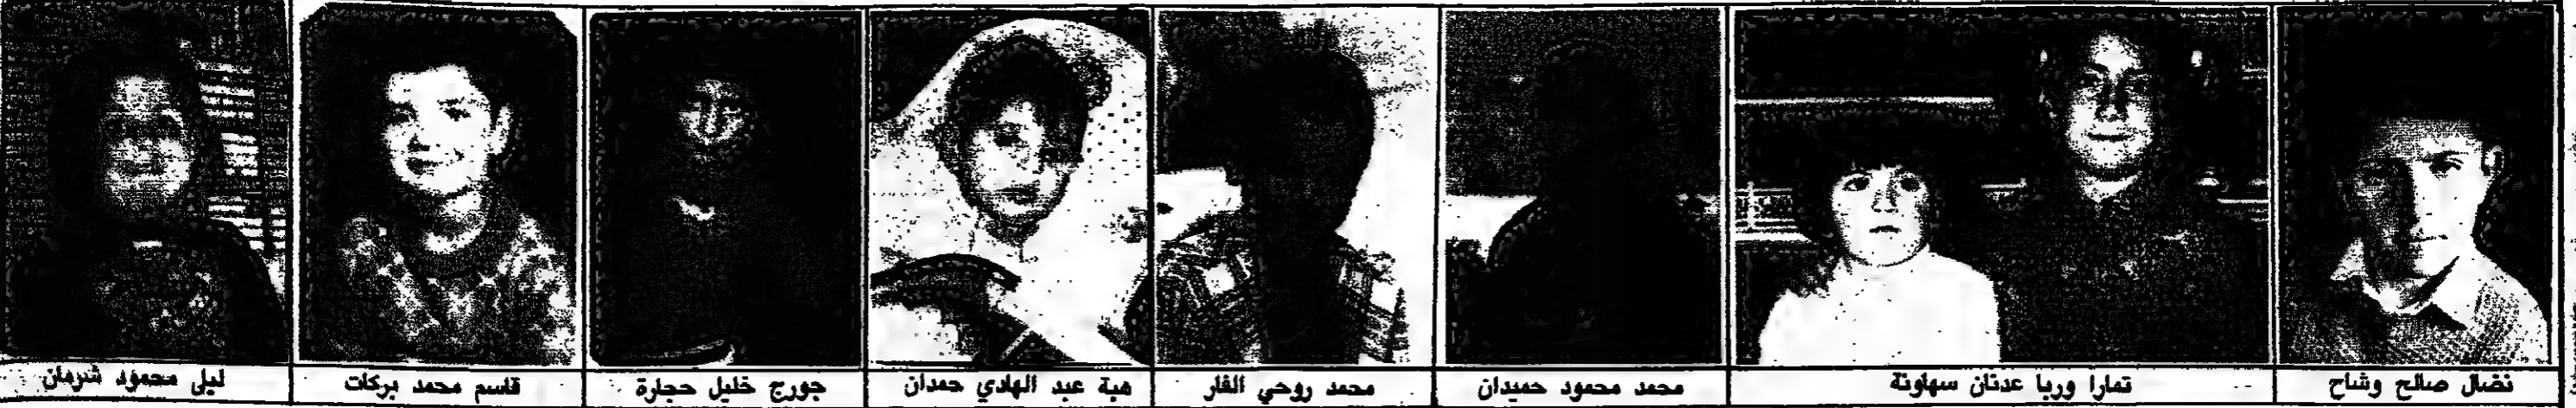 نضال صالح وشاح
تمارا وربا عدنان سهاونة
محمد محمود حميدان
محمد روحي الفار
هبة عبد الهادي حمدان
جورج خليل حجارة
قاسم محمد بركات
ليلى محمود شرمان